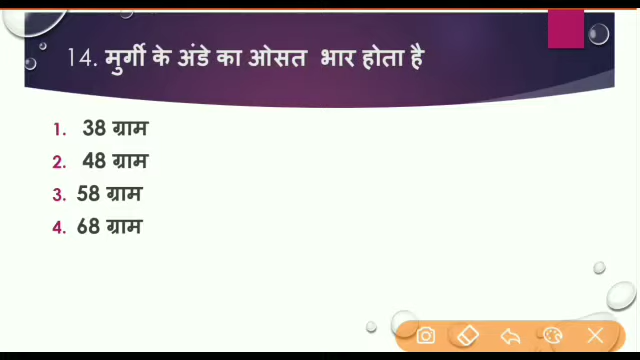 14. मुर्गी के अंडे का ओसत भार होता है
1. 38 ग्राम
2. 48 ग्राम
3. 58 ग्राम
4. 68 ग्राम